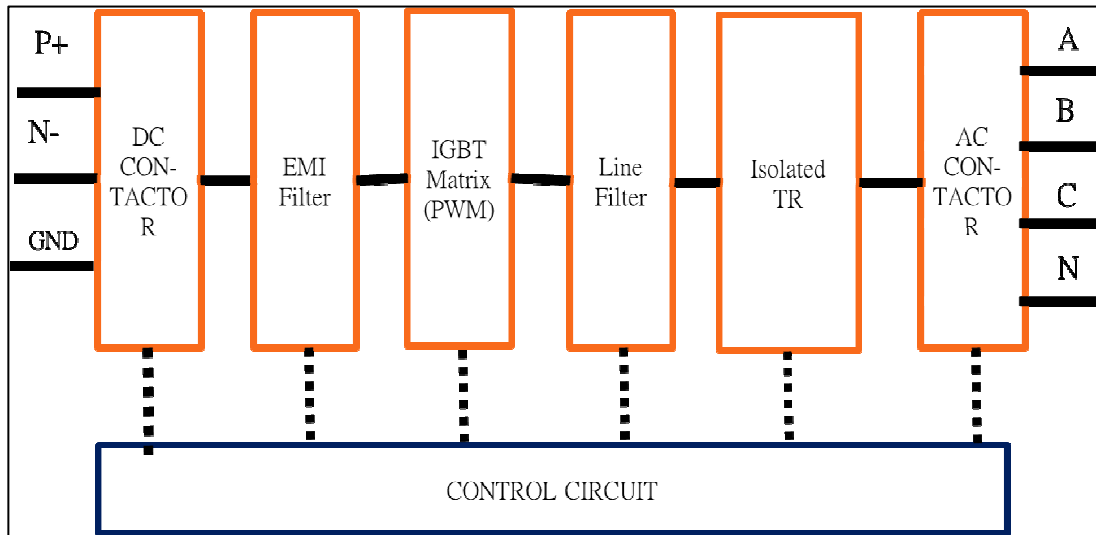 P+
N-
GND
DC
CON-
TACTO
R
EMI
Filter
IGBT
Matrix
(PWM)
Line
Filter
Isolated
TR
AC
CON-
TACTO
R
A
B
C
N
CONTROL CIRCUIT